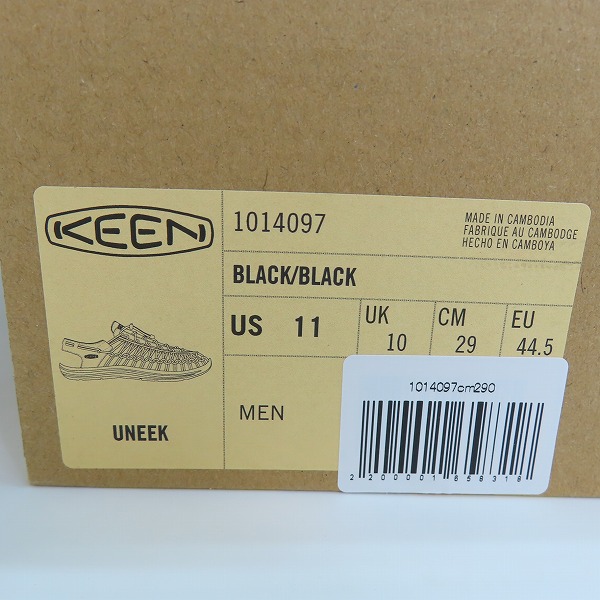 KEEN
1014097
MADE IN CAMBODIA
FABRIQUE AU CAMBODGE
HECHO EN CAMBOYA
BLACK/BLACK
US 11
UK 10
CM 29
EU 44.5
UNEEK
MEN
1014097cm290
2200001658318